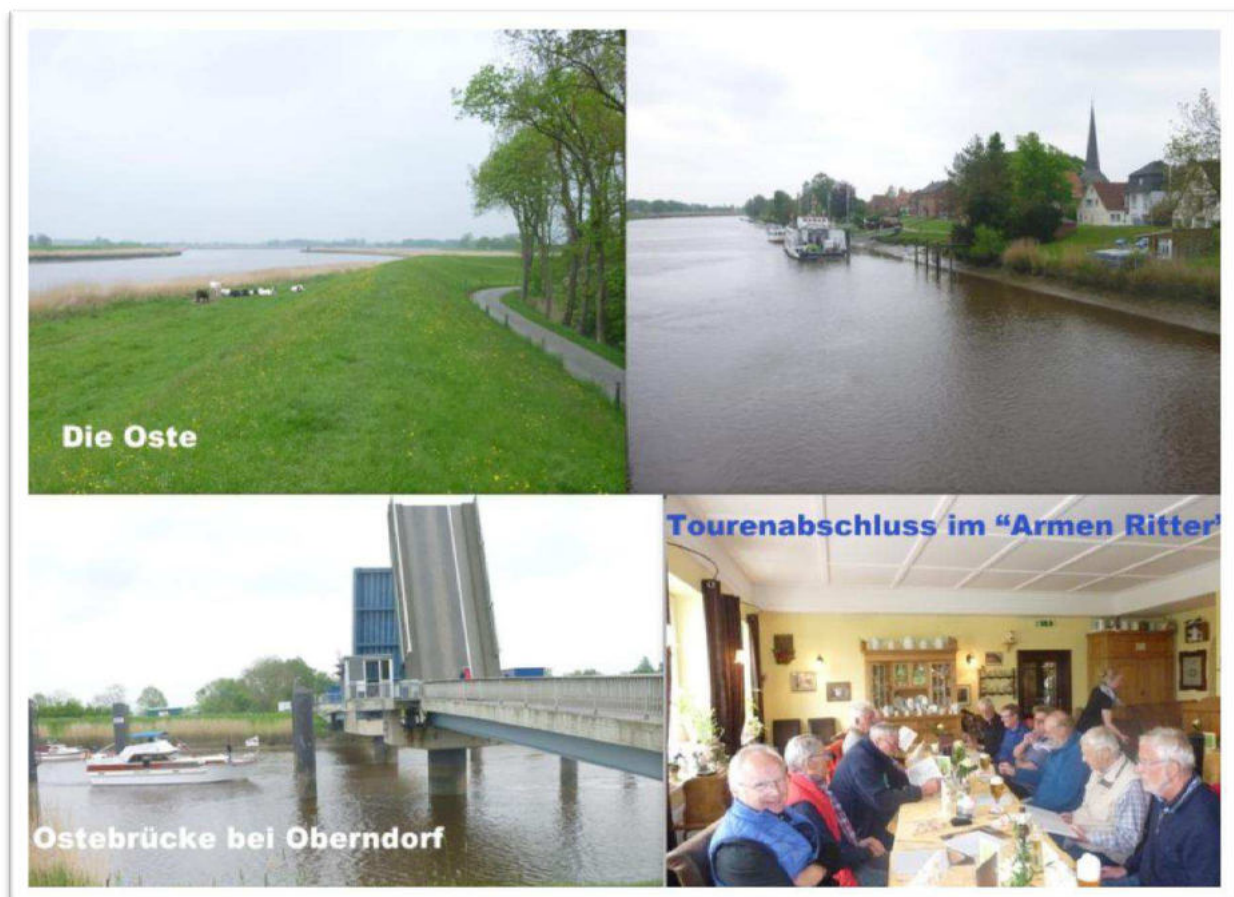 Die Oste
Tourenabschluss im “Armen Ritter”
Ostebrücke bei Oberndorf